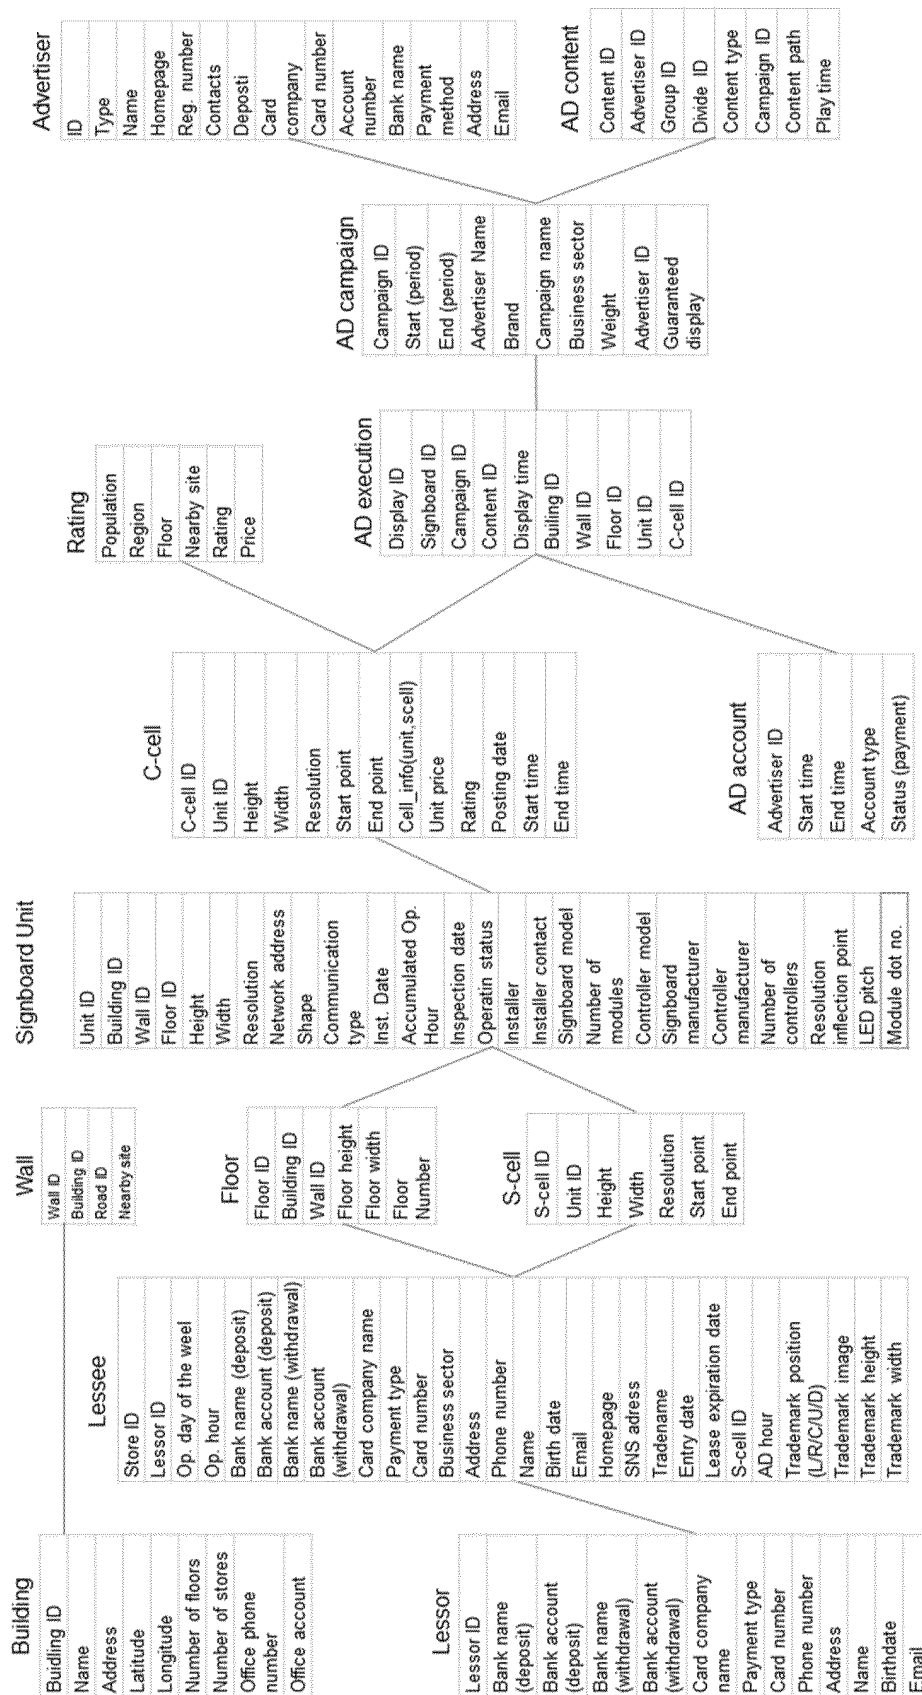 Building
Buidling ID
Name
Address
Latitude
Longitude
Number of floors
Number of stores
Office phone
number
Office account
Lessor
Lessor ID
Bank name
(deposit)
Bank account
(deposit)
Bank name
(withdrawal)
Bank account
(withdrawal)
Card company
name
Payment type
Card number
Phone number
Address
Name
Birthdate
Email
Lessee
Store ID
Lessor ID
Op. day of the weel
Op. hour
Bank name (deposit)
Bank account (deposit)
Bank name (withdrawal)
Bank account
(withdrawal)
Card company name
Payment type
Card number
Business sector
Address
Phone number
Name
Birth date
Email
Homepage
SNS address
Tradename
Entry date
Lease expiration date
S-cell ID
AD hour
Trademark position
(L/R/C/U/D)
Trademark image
Trademark height
Trademark width
Wall
Wall ID
Building ID
Road ID
Nearby site
Floor
Floor ID
Building ID
Wall ID
Floor height
Floor width
Floor
Number
S-cell
S-cell ID
Unit ID
Height
Width
Resolution
Start point
End point
Signboard Unit
Unit ID
Building ID
Wall ID
Floor ID
Height
Width
Resolution
Network address
Shape
Communication
type
Inst. Date
Accumulated Op.
Hour
Inspection date
Operatin status
Installer
Installer contact
Signboard model
Number of
modules
Controller model
Signboard
manufacturer
Controller
manufacturer
Number of
controllers
Resolution
inflection point
LED pitch
Module dot no.
C-cell
C-cell ID
Unit ID
Height
Width
Resolution
Start point
End point
Cell_info(unit,scell)
Unit price
Rating
Posting date
Start time
End time
AD account
Advertiser ID
Start time
End time
Account type
Status (payment)
Rating
Population
Region
Floor
Nearby site
Rating
Price
AD execution
Display ID
Signboard ID
Campaign ID
Content ID
Display time
Builing ID
Wall ID
Floor ID
Unit ID
C-cell ID
AD campaign
Campaign ID
Start (period)
End (period)
Advertiser Name
Brand
Campaign name
Business sector
Weight
Advertiser ID
Guaranteed
display
Advertiser
ID
Type
Name
Homepage
Reg. number
Contacts
Deposti
Card
company
Card number
Account
number
Bank name
Payment
method
Address
Email
AD content
Content ID
Advertiser ID
Group ID
Divide ID
Content type
Campaign ID
Content path
Play time